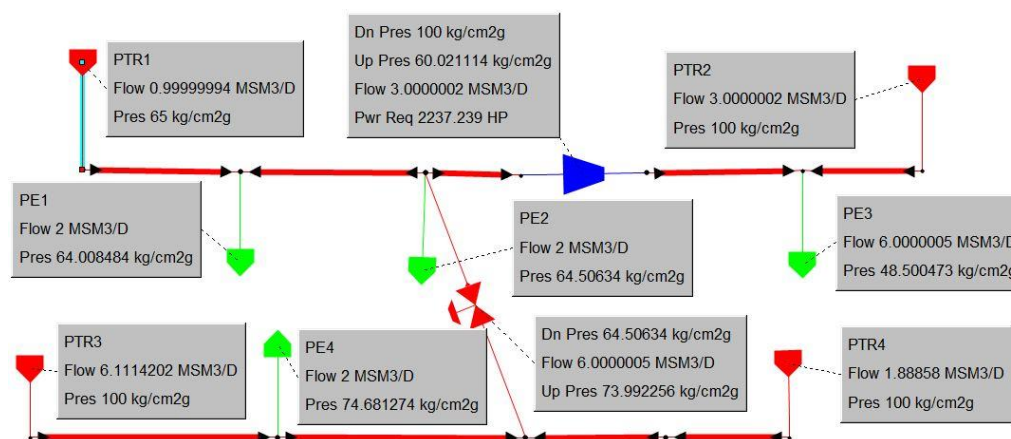 PTR1
Flow 0.99999994 MSM3/D
Pres 65 kg/cm2g
Dn Pres 100 kg/cm2g
Up Pres 60.021114 kg/cm2g
Flow 3.0000002 MSM3/D
Pwr Req 2237.239 HP
PTR2
Flow 3.0000002 MSM3/D
Pres 100 kg/cm2g
PE1
Flow 2 MSM3/D
Pres 64.008484 kg/cm2g
PE2
Flow 2 MSM3/D
Pres 64.50634 kg/cm2g
PE3
Flow 6.0000005 MSM3/D
Pres 48.500473 kg/cm2g
PTR3
Flow 6.1114202 MSM3/D
Pres 100 kg/cm2g
PE4
Flow 2 MSM3/D
Pres 74.681274 kg/cm2g
Dn Pres 64.50634 kg/cm2g
Flow 6.0000005 MSM3/D
Up Pres 73.992256 kg/cm2g
PTR4
Flow 1.88858 MSM3/D
Pres 100 kg/cm2g